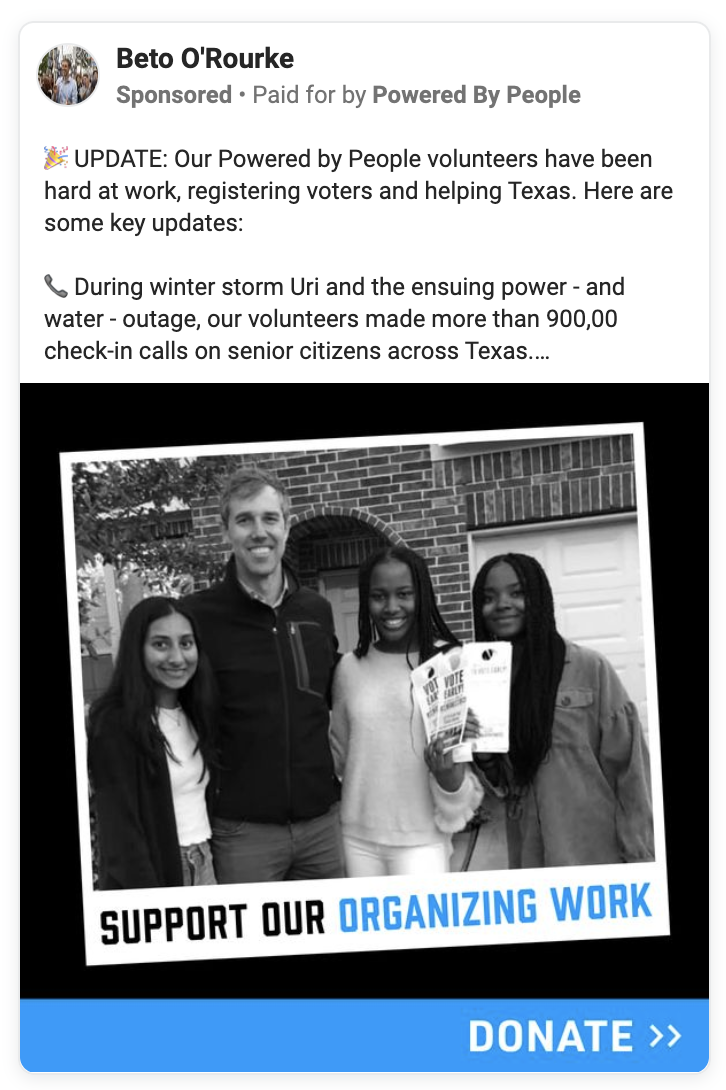 Beto O'Rourke
Sponsored • Paid for by Powered By People
🎉 UPDATE: Our Powered by People volunteers have been
hard at work, registering voters and helping Texas. Here are
some key updates:
📞 During winter storm Uri and the ensuing power - and
water - outage, our volunteers made more than 900,00
check-in calls on senior citizens across Texas....
VOTE
EARLY!
SUPPORT OUR ORGANIZING WORK
DONATE >>